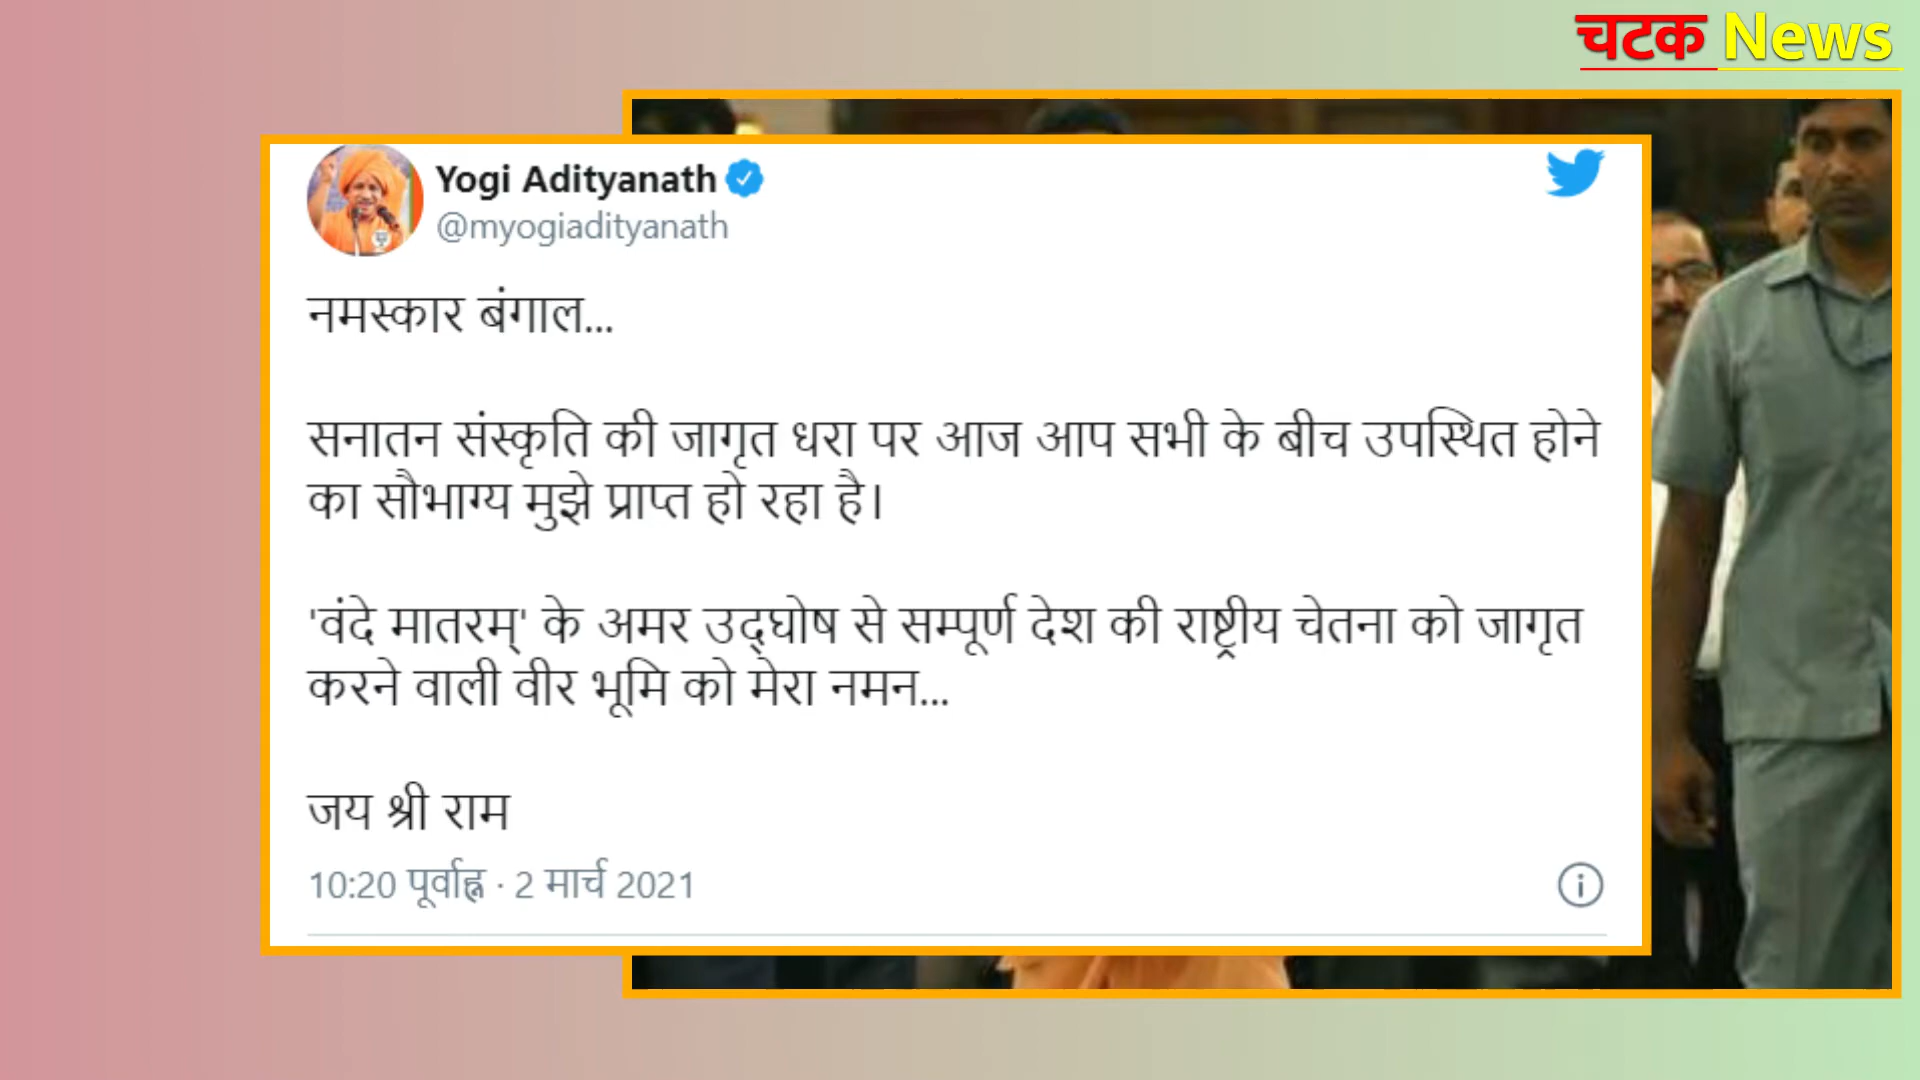 चटक News
Yogi Adityanath
@myogiadityanath
नमस्कार बंगाल...
सनातन संस्कृति की जागृत धरा पर आज आप सभी के बीच उपस्थित होने
का सौभाग्य मुझे प्राप्त हो रहा है।
'वंदे मातरम्' के अमर उद्घोष से सम्पूर्ण देश की राष्ट्रीय चेतना को जागृत
करने वाली वीर भूमि को मेरा नमन...
जय श्री राम
10:20 पूर्वाह्न · 2 मार्च 2021